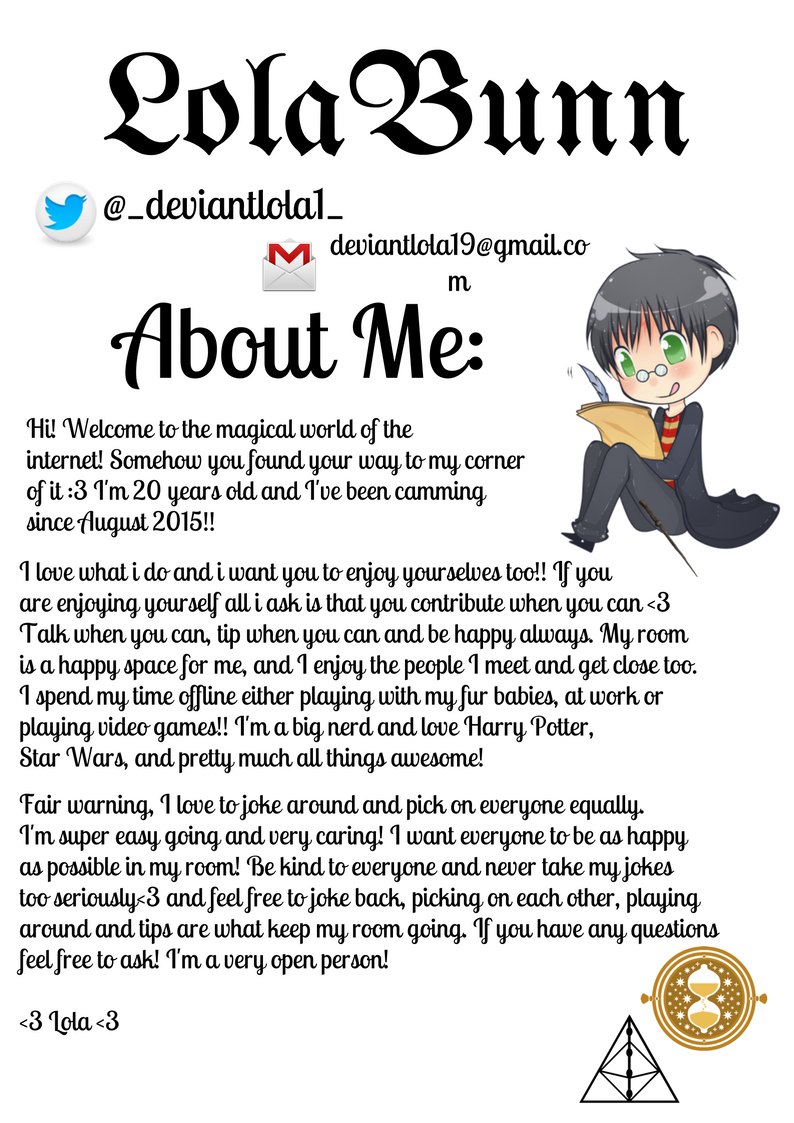 LolaBunn
@_deviantlola1_
deviantlola19@gmail.co
m
About Me:
Hi! Welcome to the magical world of the
internet! Somehow you found your way to my corner
of it :3 I'm 20 years old and I've been camming
since August 2015!!
I love what i do and i want you to enjoy yourselves too!! If you
are enjoying yourself all i ask is that you contribute when you can <3
Talk when you can, tip when you can and be happy always. My room
is a happy space for me, and I enjoy the people I meet and get close too.
I spend my time offline either playing with my fur babies, at work or
playing video games!! I'm a big nerd and love Harry Potter,
Star Wars, and pretty much all things awesome!
Fair warning, I love to joke around and pick on everyone equally.
I'm super easy going and very caring! I want everyone to be as happy
as possible in my room! Be kind to everyone and never take my jokes
too seriously<3 and feel free to joke back, picking on each other, playing
around and tips are what keep my room going. If you have any questions
feel free to ask! I'm a very open person!
<3 Lola <3